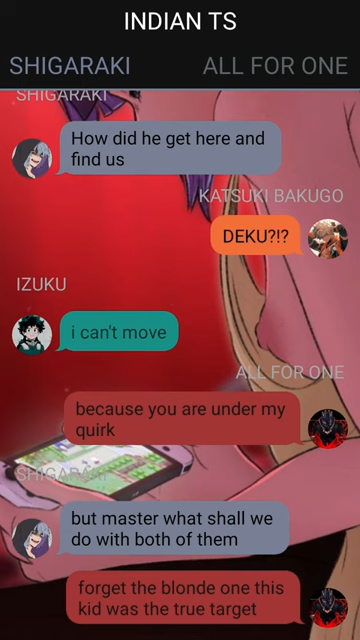 INDIAN TS
SHIGARAKI
ALL FOR ONE
SHIGARAKI
How did he get here and
find us
KATSUKI BAKUGO
DEKU?!?
IZUKU
i can't move
ALL FOR ONE
because you are under my
quirk
SHIGARAKI
but master what shall we
do with both of them
forget the blonde one this
kid was the true target